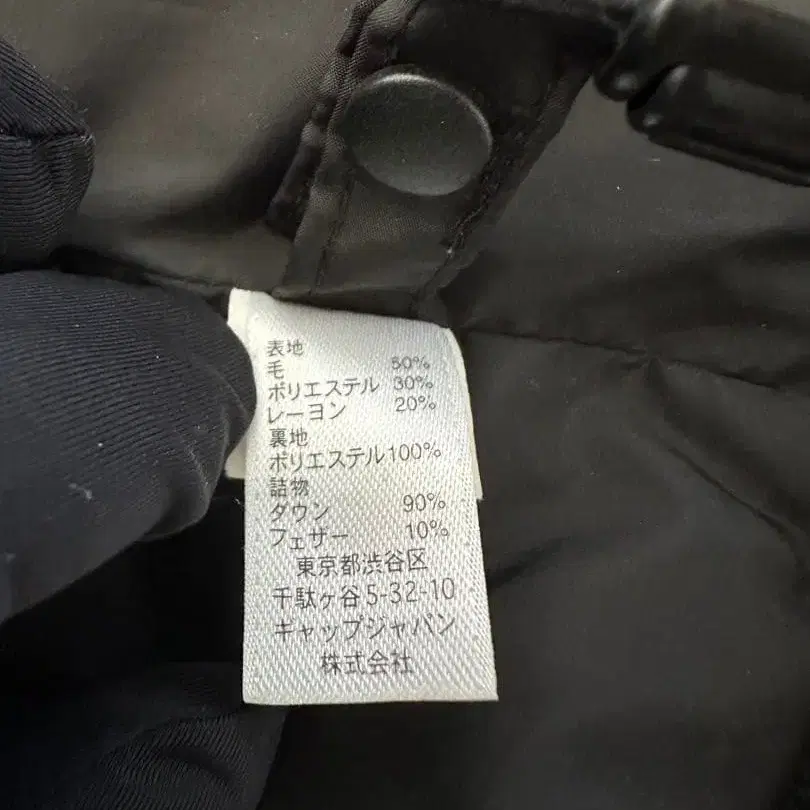 表地
毛 50%
ポリエステル 30%
レーヨン 20%
裏地
ポリエステル100%
詰物
ダウン 90%
フェザー 10%
東京都渋谷区
千駄ヶ谷5-32-10
キャップジャパン
株式会社